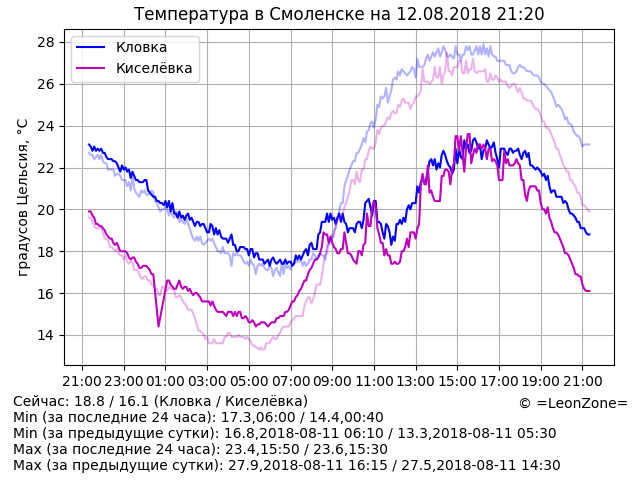 Температура в Смоленске на 12.08.2018 21:20
градусов Цельсия, °C
28
26
24
22
20
18
16
14
Кловка
Киселёвка
21:00 23:00 01:00 03:00 05:00 07:00 09:00 11:00 13:00 15:00 17:00 19:00 21:00
Сейчас: 18.8 / 16.1 (Кловка / Киселёвка)
© =LeonZone=
Min (за последние 24 часа): 17.3,06:00 / 14.4,00:40
Min (за предыдущие сутки): 16.8,2018-08-11 06:10 / 13.3,2018-08-11 05:30
Max (за последние 24 часа): 23.4,15:50 / 23.6,15:30
Max (за предыдущие сутки): 27.9,2018-08-11 16:15 / 27.5,2018-08-11 14:30